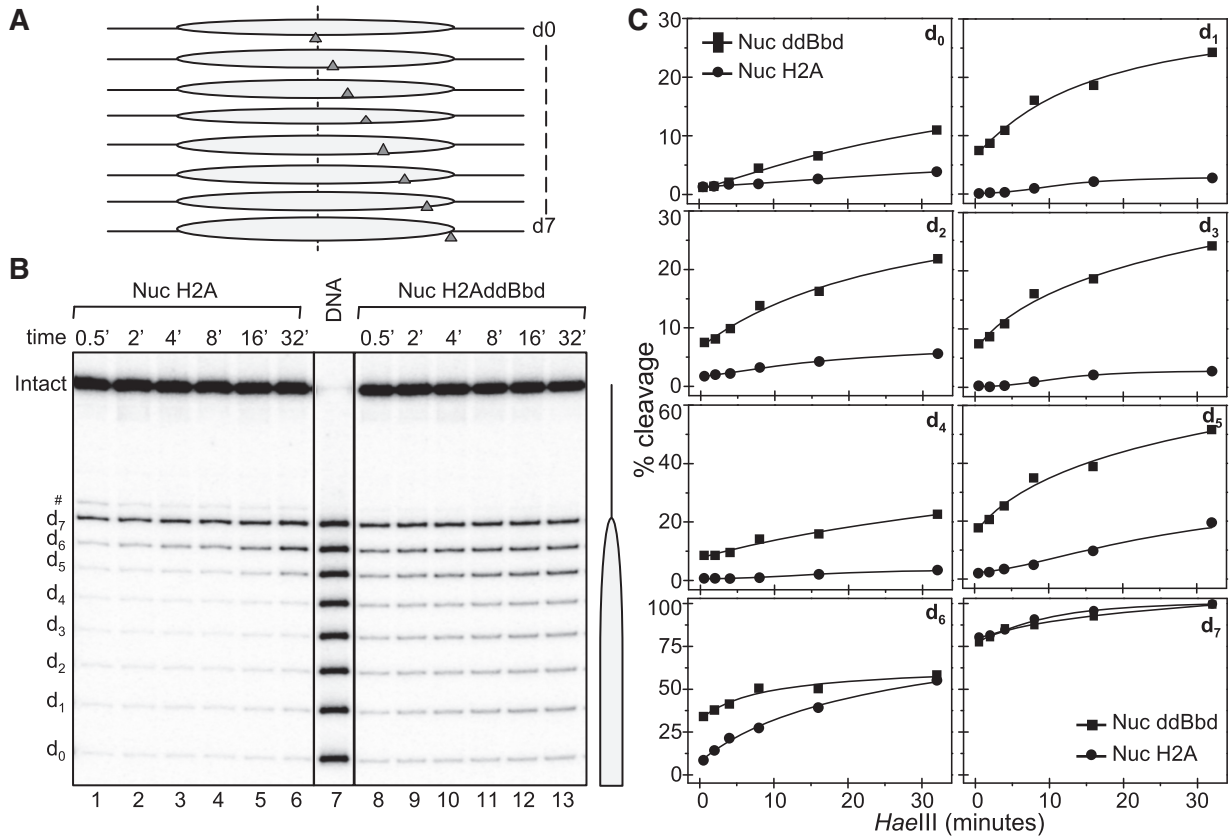 A
d0
d7
B
Nuc H2A
DNA
Nuc H2AddBbd
time 0.5’ 2’ 4’ 8’ 16’ 32’ 0.5’ 2’ 4’ 8’ 16’ 32’
Intact
#
d7
d6
d5
d4
d3
d2
d1
d0
1 2 3 4 5 6 7 8 9 10 11 12 13
C
% cleavage
Nuc ddBbd
Nuc H2A
d0
d1
30
20
10
0
d2
d3
30
20
10
0
d4
d5
60
40
20
0
d6
d7
100
75
50
25
0
Nuc ddBbd
Nuc H2A
0 10 20 30 0 10 20 30
HaeIII (minutes)